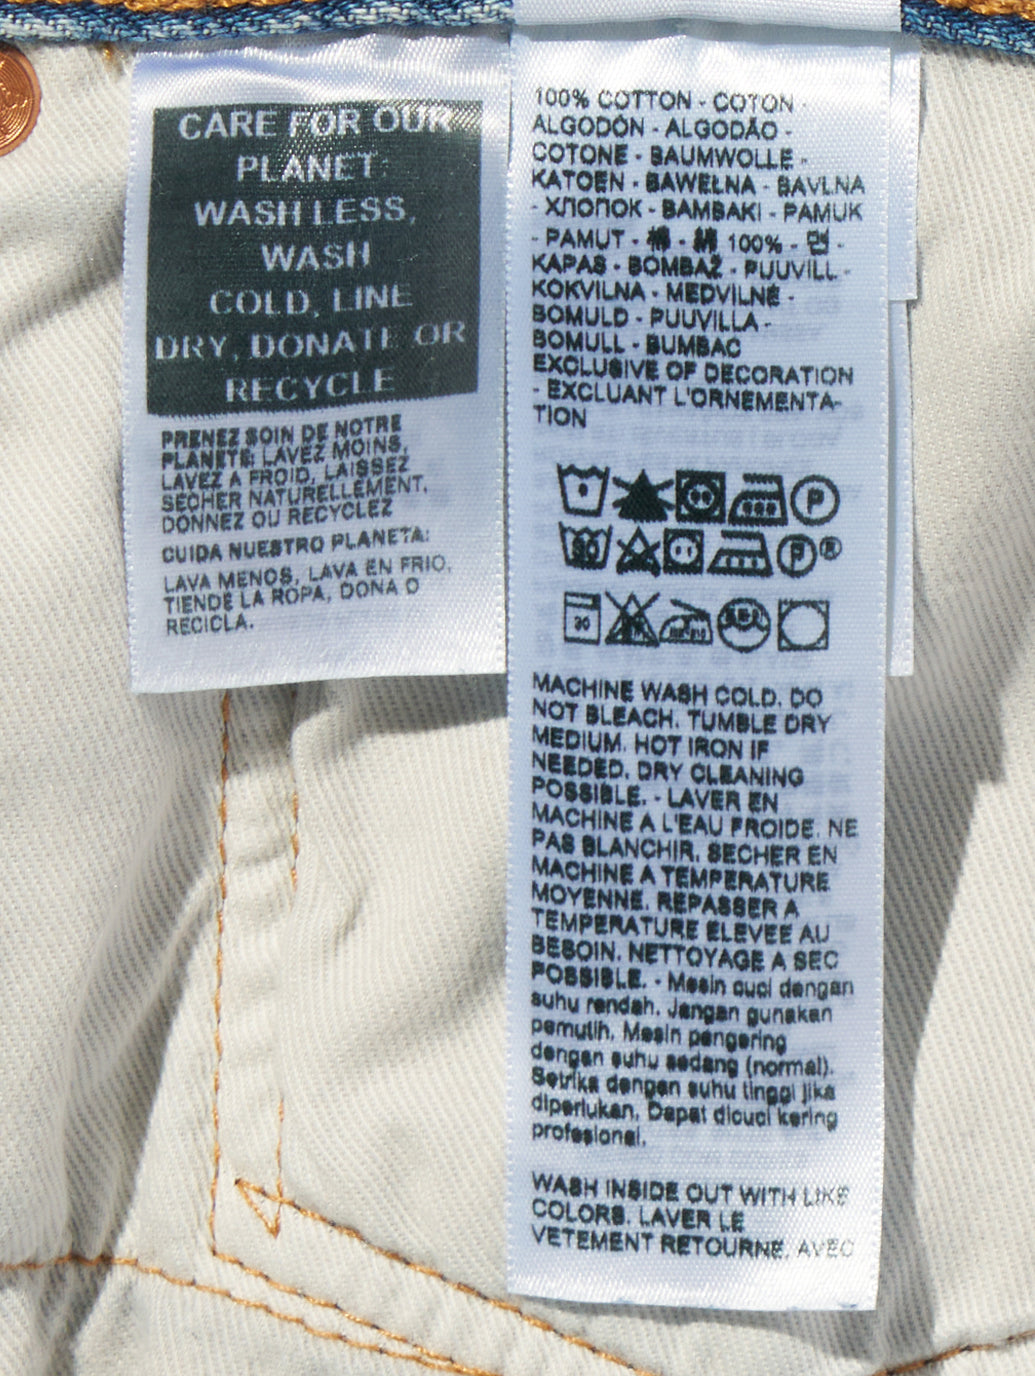 CARE FOR OUR
PLANET:
WASH LESS,
WASH
COLD, LINE
DRY, DONATE OR
RECYCLE
PRENEZ SOIN DE NOTRE
PLANÈTE: LAVEZ MOINS,
LAVEZ A FROID, LAISSEZ
SECHER NATURELLEMENT,
DONNEZ OU RECYCLEZ
CUIDA NUESTRO PLANETA:
LAVA MENOS, LAVA EN FRIO,
TIENDE LA ROPA, DONA O
RECICLA.
100% COTTON - COTON -
ALGODÓN - ALGODÃO -
COTONE - BAUMWOLLE -
KATOEN - BAWEŁNA - BAVLNA
- ХЛОПОК - BAMBAKI - PAMUK
- PAMUT - 棉 - 綿 100% - 면 -
KAPAS - BOMBAŽ - PUUVILL -
KOKVILNA - MEDVILNĖ -
BOMULD - PUUVILLA -
BOMULL - BUMBAC
EXCLUSIVE OF DECORATION
- EXCLUANT L'ORNEMENTA-
TION
P
30 P ®
30
MACHINE WASH COLD. DO
NOT BLEACH. TUMBLE DRY
MEDIUM. HOT IRON IF
NEEDED. DRY CLEANING
POSSIBLE. - LAVER EN
MACHINE A L'EAU FROIDE. NE
PAS BLANCHIR. SECHER EN
MACHINE A TEMPERATURE
MOYENNE. REPASSER A
TEMPERATURE ELEVEE AU
BESOIN. NETTOYAGE A SEC
POSSIBLE. - Mesin cuci dengan
suhu rendah. Jangan gunakan
pemutih. Mesin pengering
dengan suhu sedang (normal).
Setrika dengan suhu tinggi jika
diperlukan. Dapat dicuci kering
profesional.
WASH INSIDE OUT WITH LIKE
COLORS. LAVER LE
VETEMENT RETOURNE, AVEC